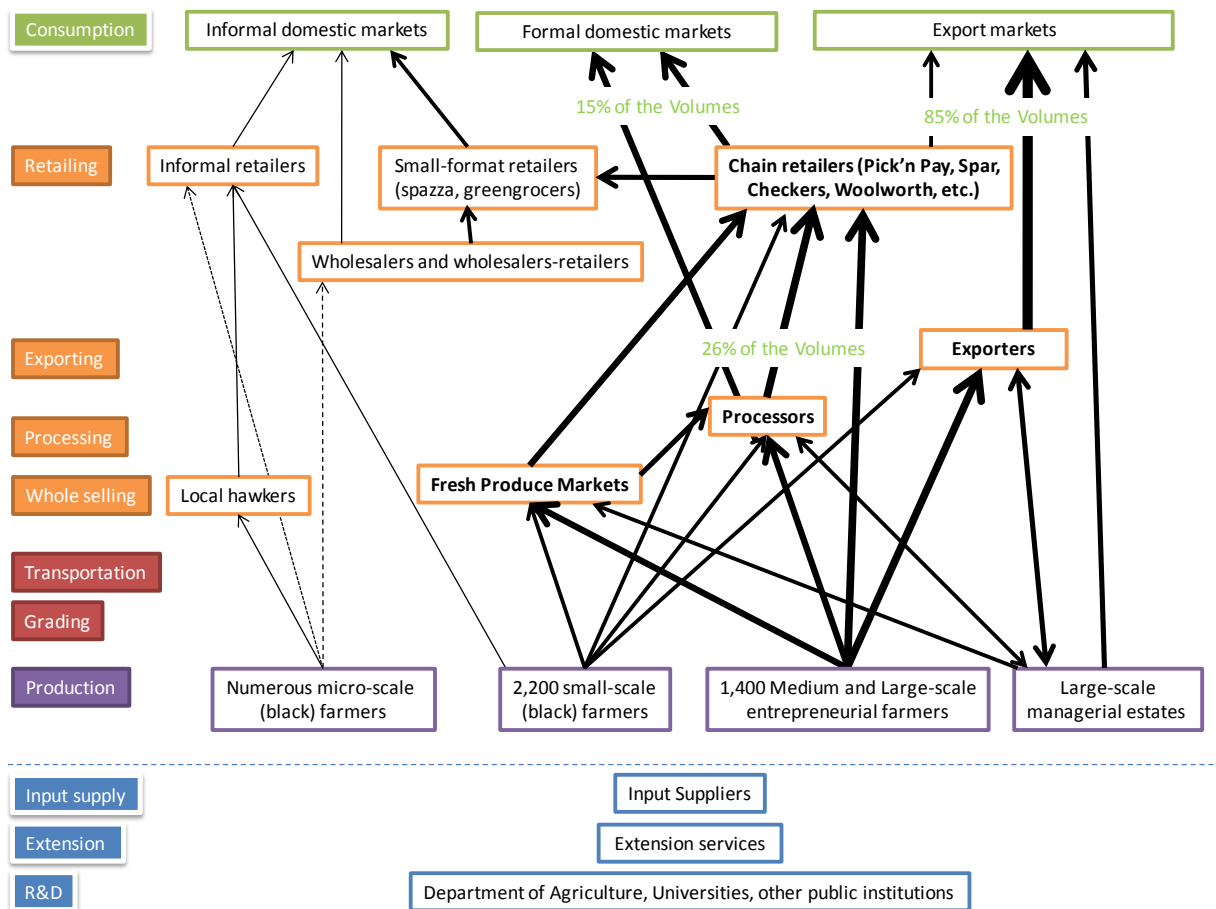 Consumption
Informal domestic markets
Formal domestic markets
Export markets
15% of the Volumes
85% of the Volumes
Retailing
Informal retailers
Small-format retailers
(spazza, greengrocers)
Chain retailers (Pick'n Pay, Spar,
Checkers, Woolworth, etc.)
Wholesalers and wholesalers-retailers
Exporting
26% of the Volumes
Exporters
Processing
Processors
Whole selling
Local hawkers
Fresh Produce Markets
Transportation
Grading
Production
Numerous micro-scale
(black) farmers
2,200 small-scale
(black) farmers
1,400 Medium and Large-scale
entrepreneurial farmers
Large-scale
managerial estates
Input supply
Input Suppliers
Extension
Extension services
R&D
Department of Agriculture, Universities, other public institutions